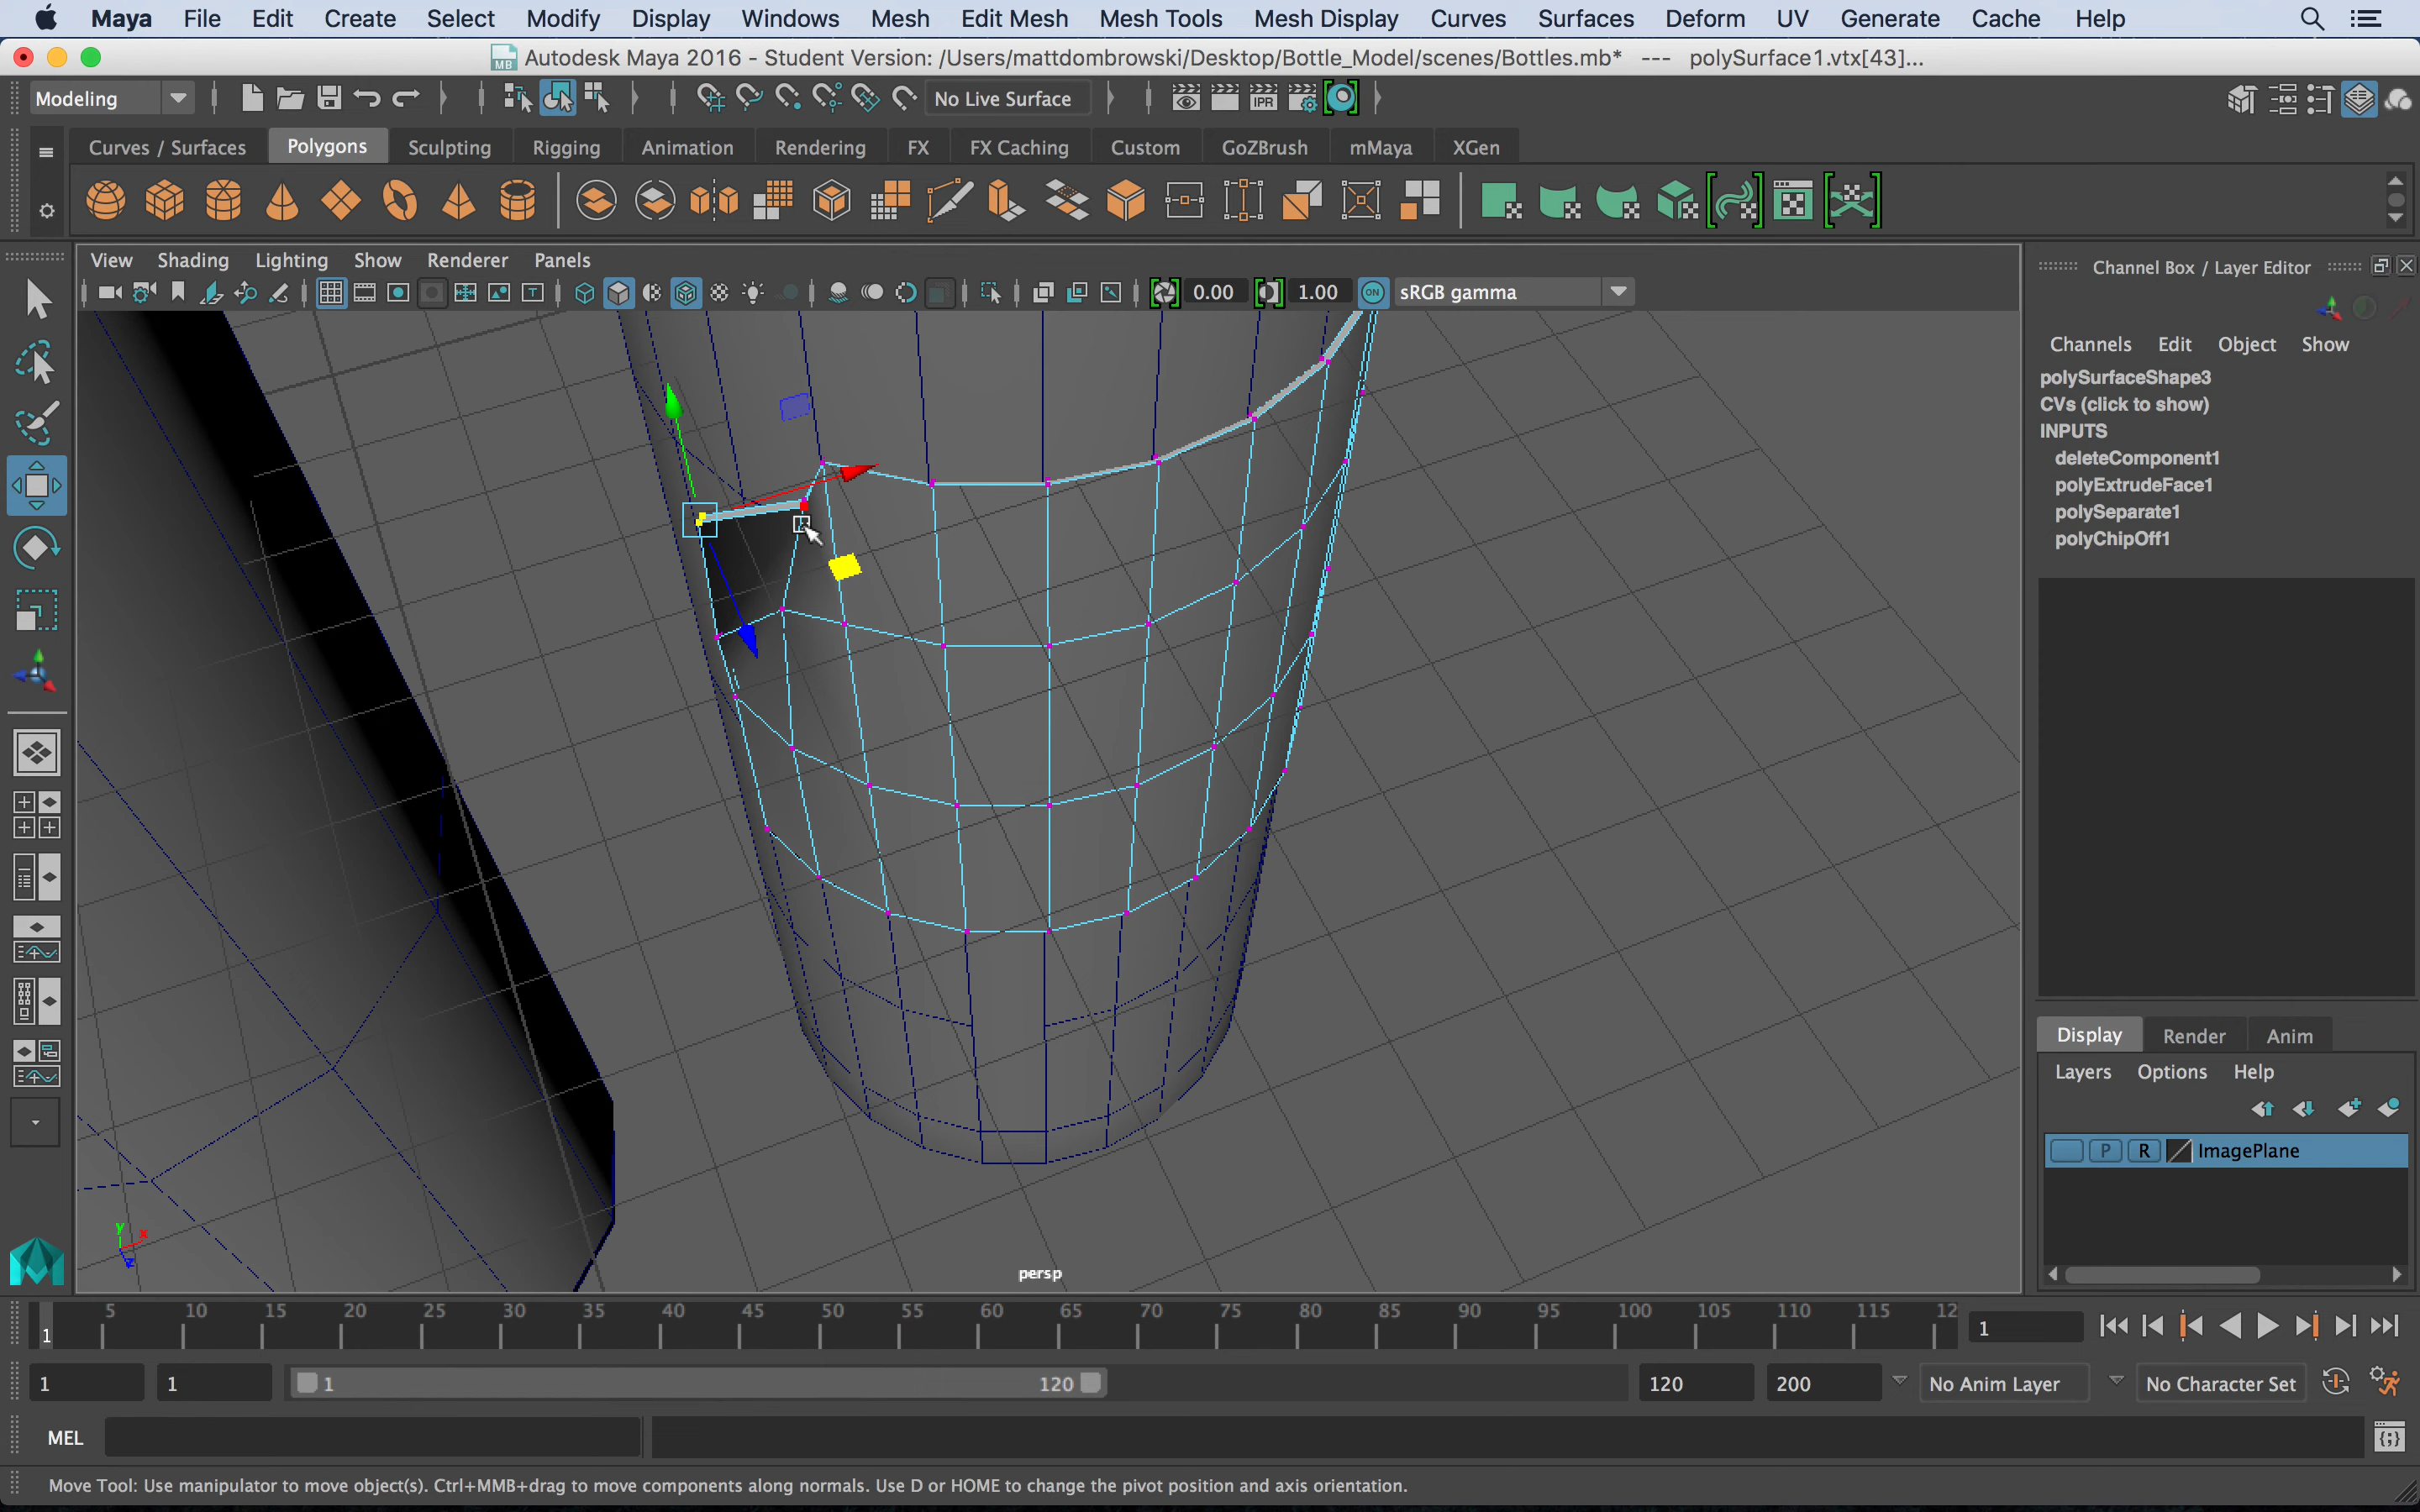 Maya File Edit Create Select Modify Display Windows Mesh Edit Mesh Mesh Tools Mesh Display Curves Surfaces Deform UV Generate Cache Help
MB Autodesk Maya 2016 - Student Version: /Users/mattdombrowski/Desktop/Bottle_Model/scenes/Bottles.mb* --- polySurface1.vtx[43]...
Modeling No Live Surface IPR
Curves / Surfaces Polygons Sculpting Rigging Animation Rendering FX FX Caching Custom GoZBrush mMaya XGen
View Shading Lighting Show Renderer Panels
0.00 1.00 ON sRGB gamma
Channel Box / Layer Editor
Channels Edit Object Show
polySurfaceShape3
CVs (click to show)
INPUTS
deleteComponent1
polyExtrudeFace1
polySeparate1
polyChipOff1
Display Render Anim
Layers Options Help
P R ImagePlane
y x z
persp
5 10 15 20 25 30 35 40 45 50 55 60 65 70 75 80 85 90 95 100 105 110 115 12
1 1
1 1 1 120 120 200 No Anim Layer No Character Set
MEL
Move Tool: Use manipulator to move object(s). Ctrl+MMB+drag to move components along normals. Use D or HOME to change the pivot position and axis orientation.